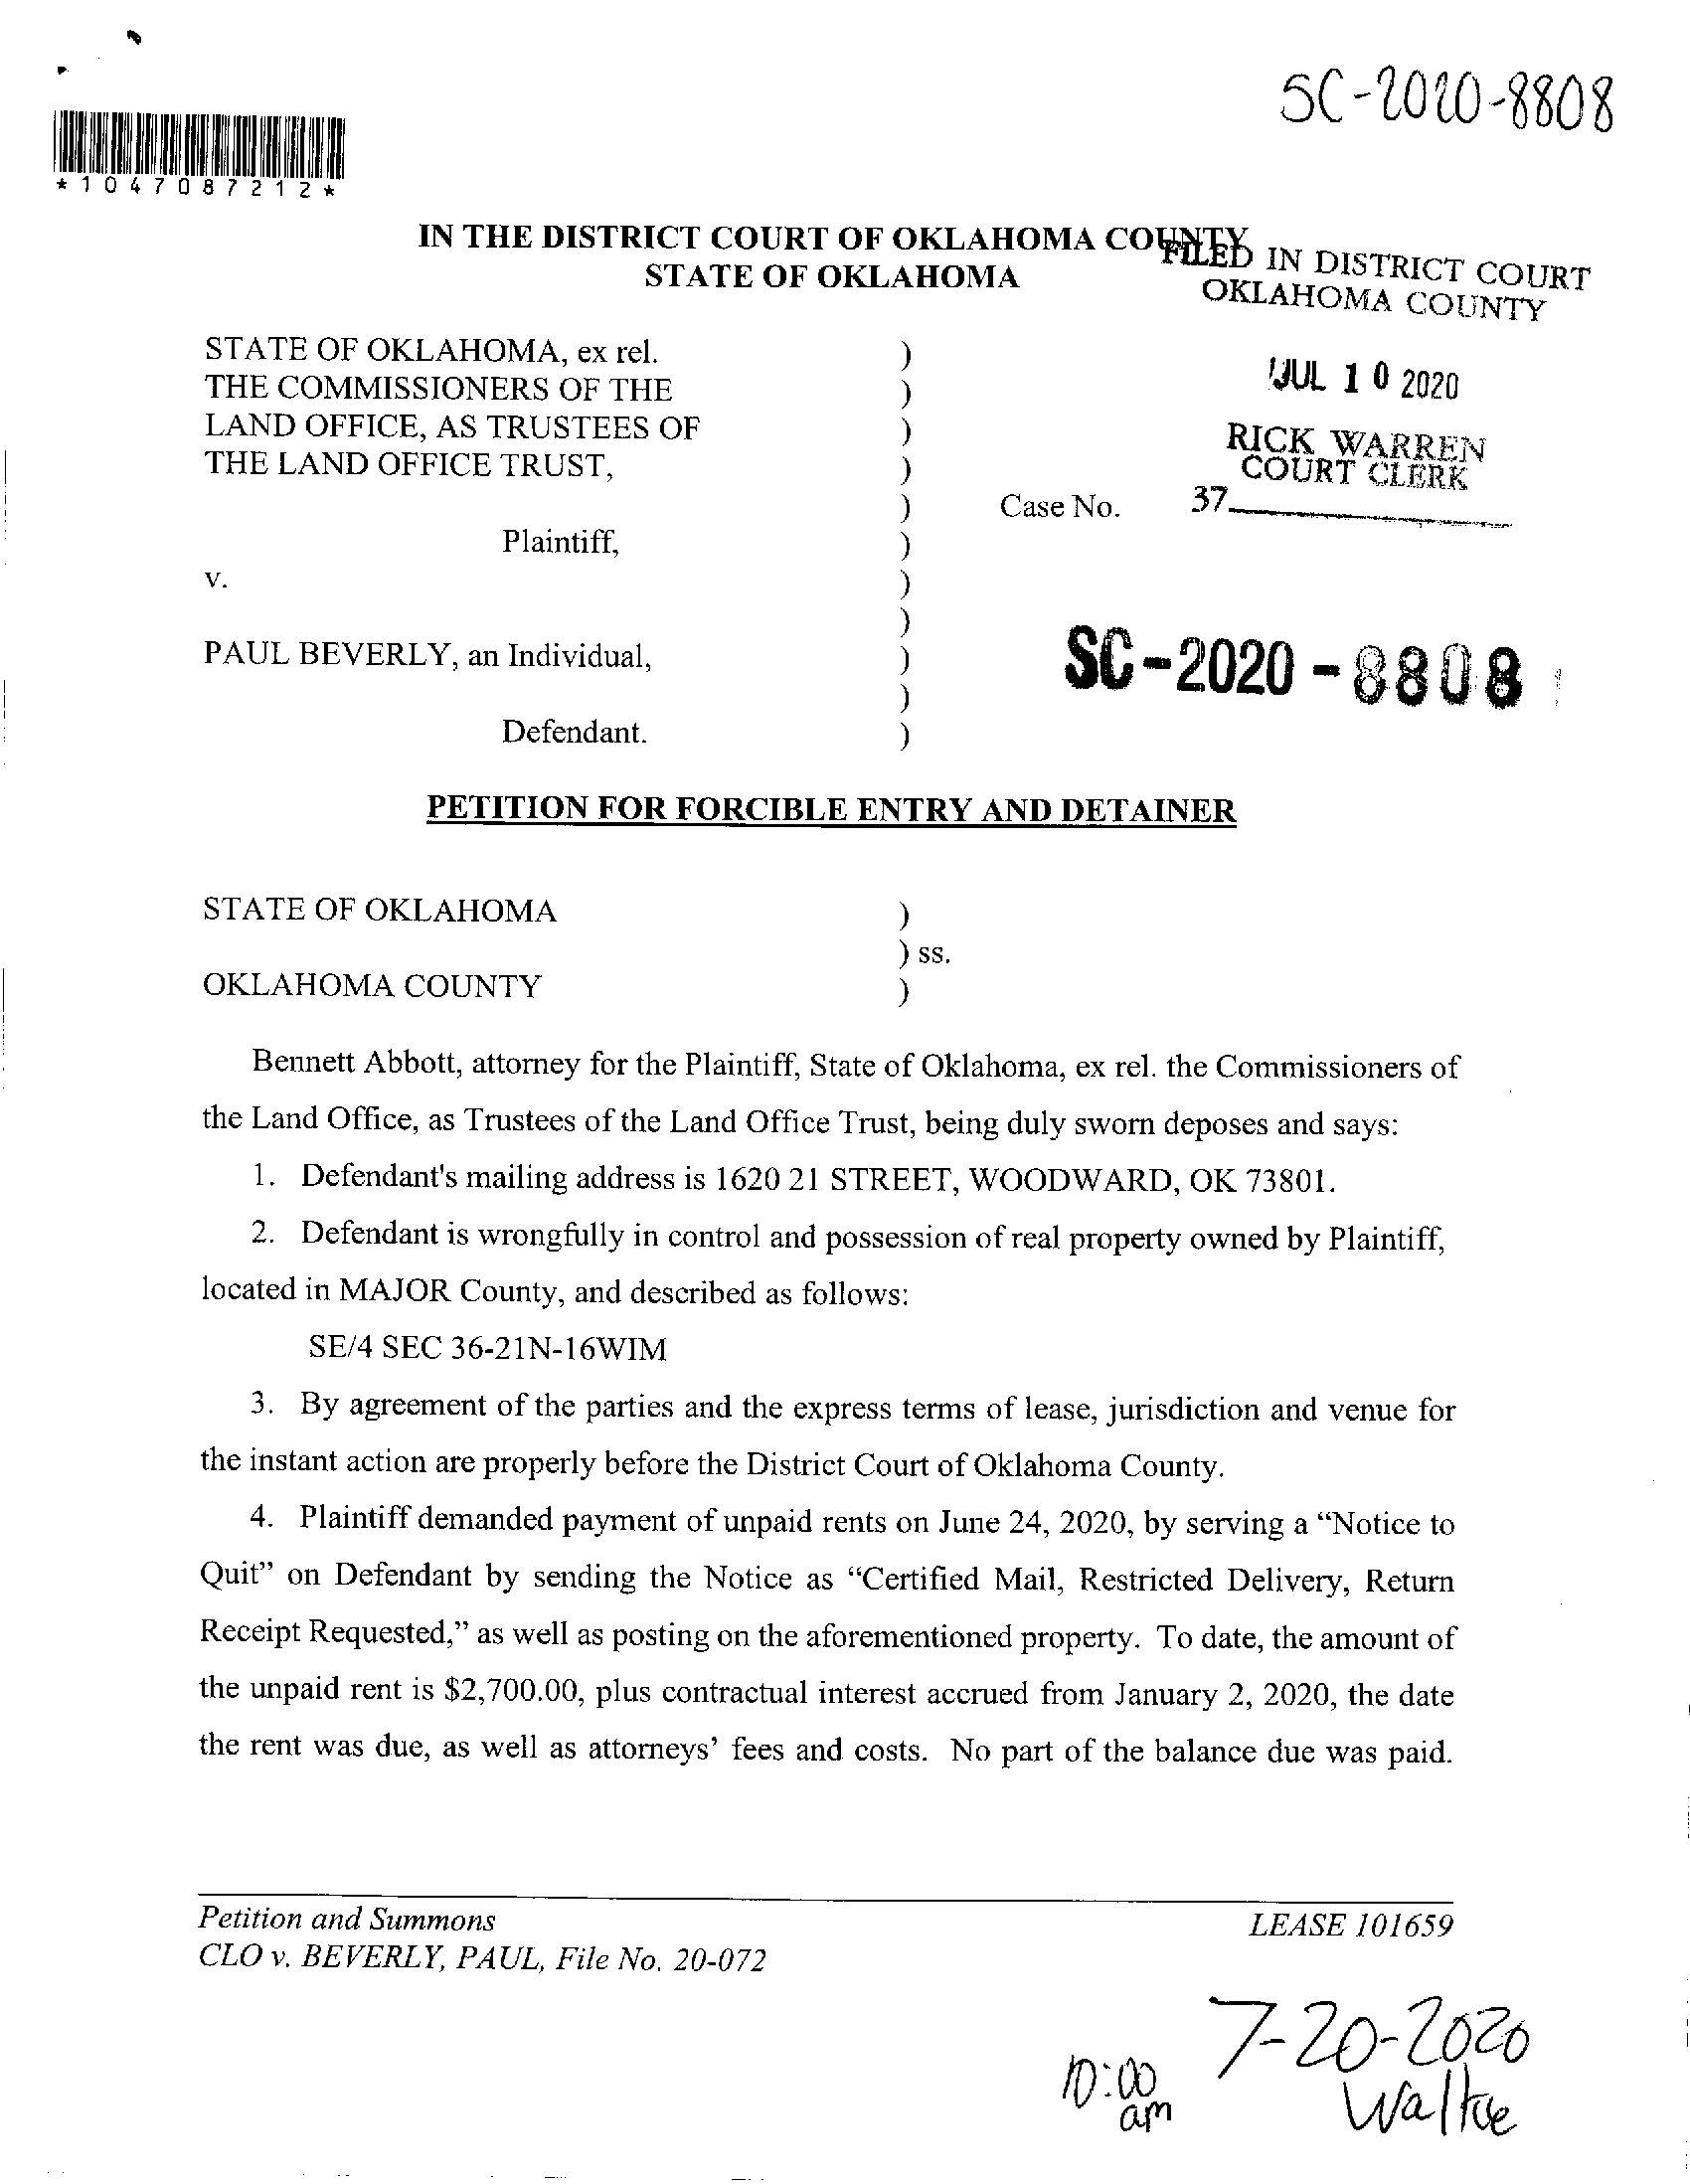 SC-2020-8808
*1047087212*
IN THE DISTRICT COURT OF OKLAHOMA COUNTY
STATE OF OKLAHOMA
FILED IN DISTRICT COURT
OKLAHOMA COUNTY
JUL 10 2020
RICK WARREN
COURT CLERK
37
STATE OF OKLAHOMA, ex rel. )
THE COMMISSIONERS OF THE )
LAND OFFICE, AS TRUSTEES OF )
THE LAND OFFICE TRUST, )
) Case No.
Plaintiff, )
v. )
)
PAUL BEVERLY, an Individual, )
SC-2020-8808
)
Defendant. )
PETITION FOR FORCIBLE ENTRY AND DETAINER
STATE OF OKLAHOMA )
) ss.
OKLAHOMA COUNTY )
Bennett Abbott, attorney for the Plaintiff, State of Oklahoma, ex rel. the Commissioners of
the Land Office, as Trustees of the Land Office Trust, being duly sworn deposes and says:
1. Defendant's mailing address is 1620 21 STREET, WOODWARD, OK 73801.
2. Defendant is wrongfully in control and possession of real property owned by Plaintiff,
located in MAJOR County, and described as follows:
SE/4 SEC 36-21N-16WIM
3. By agreement of the parties and the express terms of lease, jurisdiction and venue for
the instant action are properly before the District Court of Oklahoma County.
4. Plaintiff demanded payment of unpaid rents on June 24, 2020, by serving a “Notice to
Quit” on Defendant by sending the Notice as “Certified Mail, Restricted Delivery, Return
Receipt Requested,” as well as posting on the aforementioned property. To date, the amount of
the unpaid rent is $2,700.00, plus contractual interest accrued from January 2, 2020, the date
the rent was due, as well as attorneys’ fees and costs. No part of the balance due was paid.
Petition and Summons LEASE 101659
CLO v. BEVERLY, PAUL, File No. 20-072
7-20-2020
10:00
am